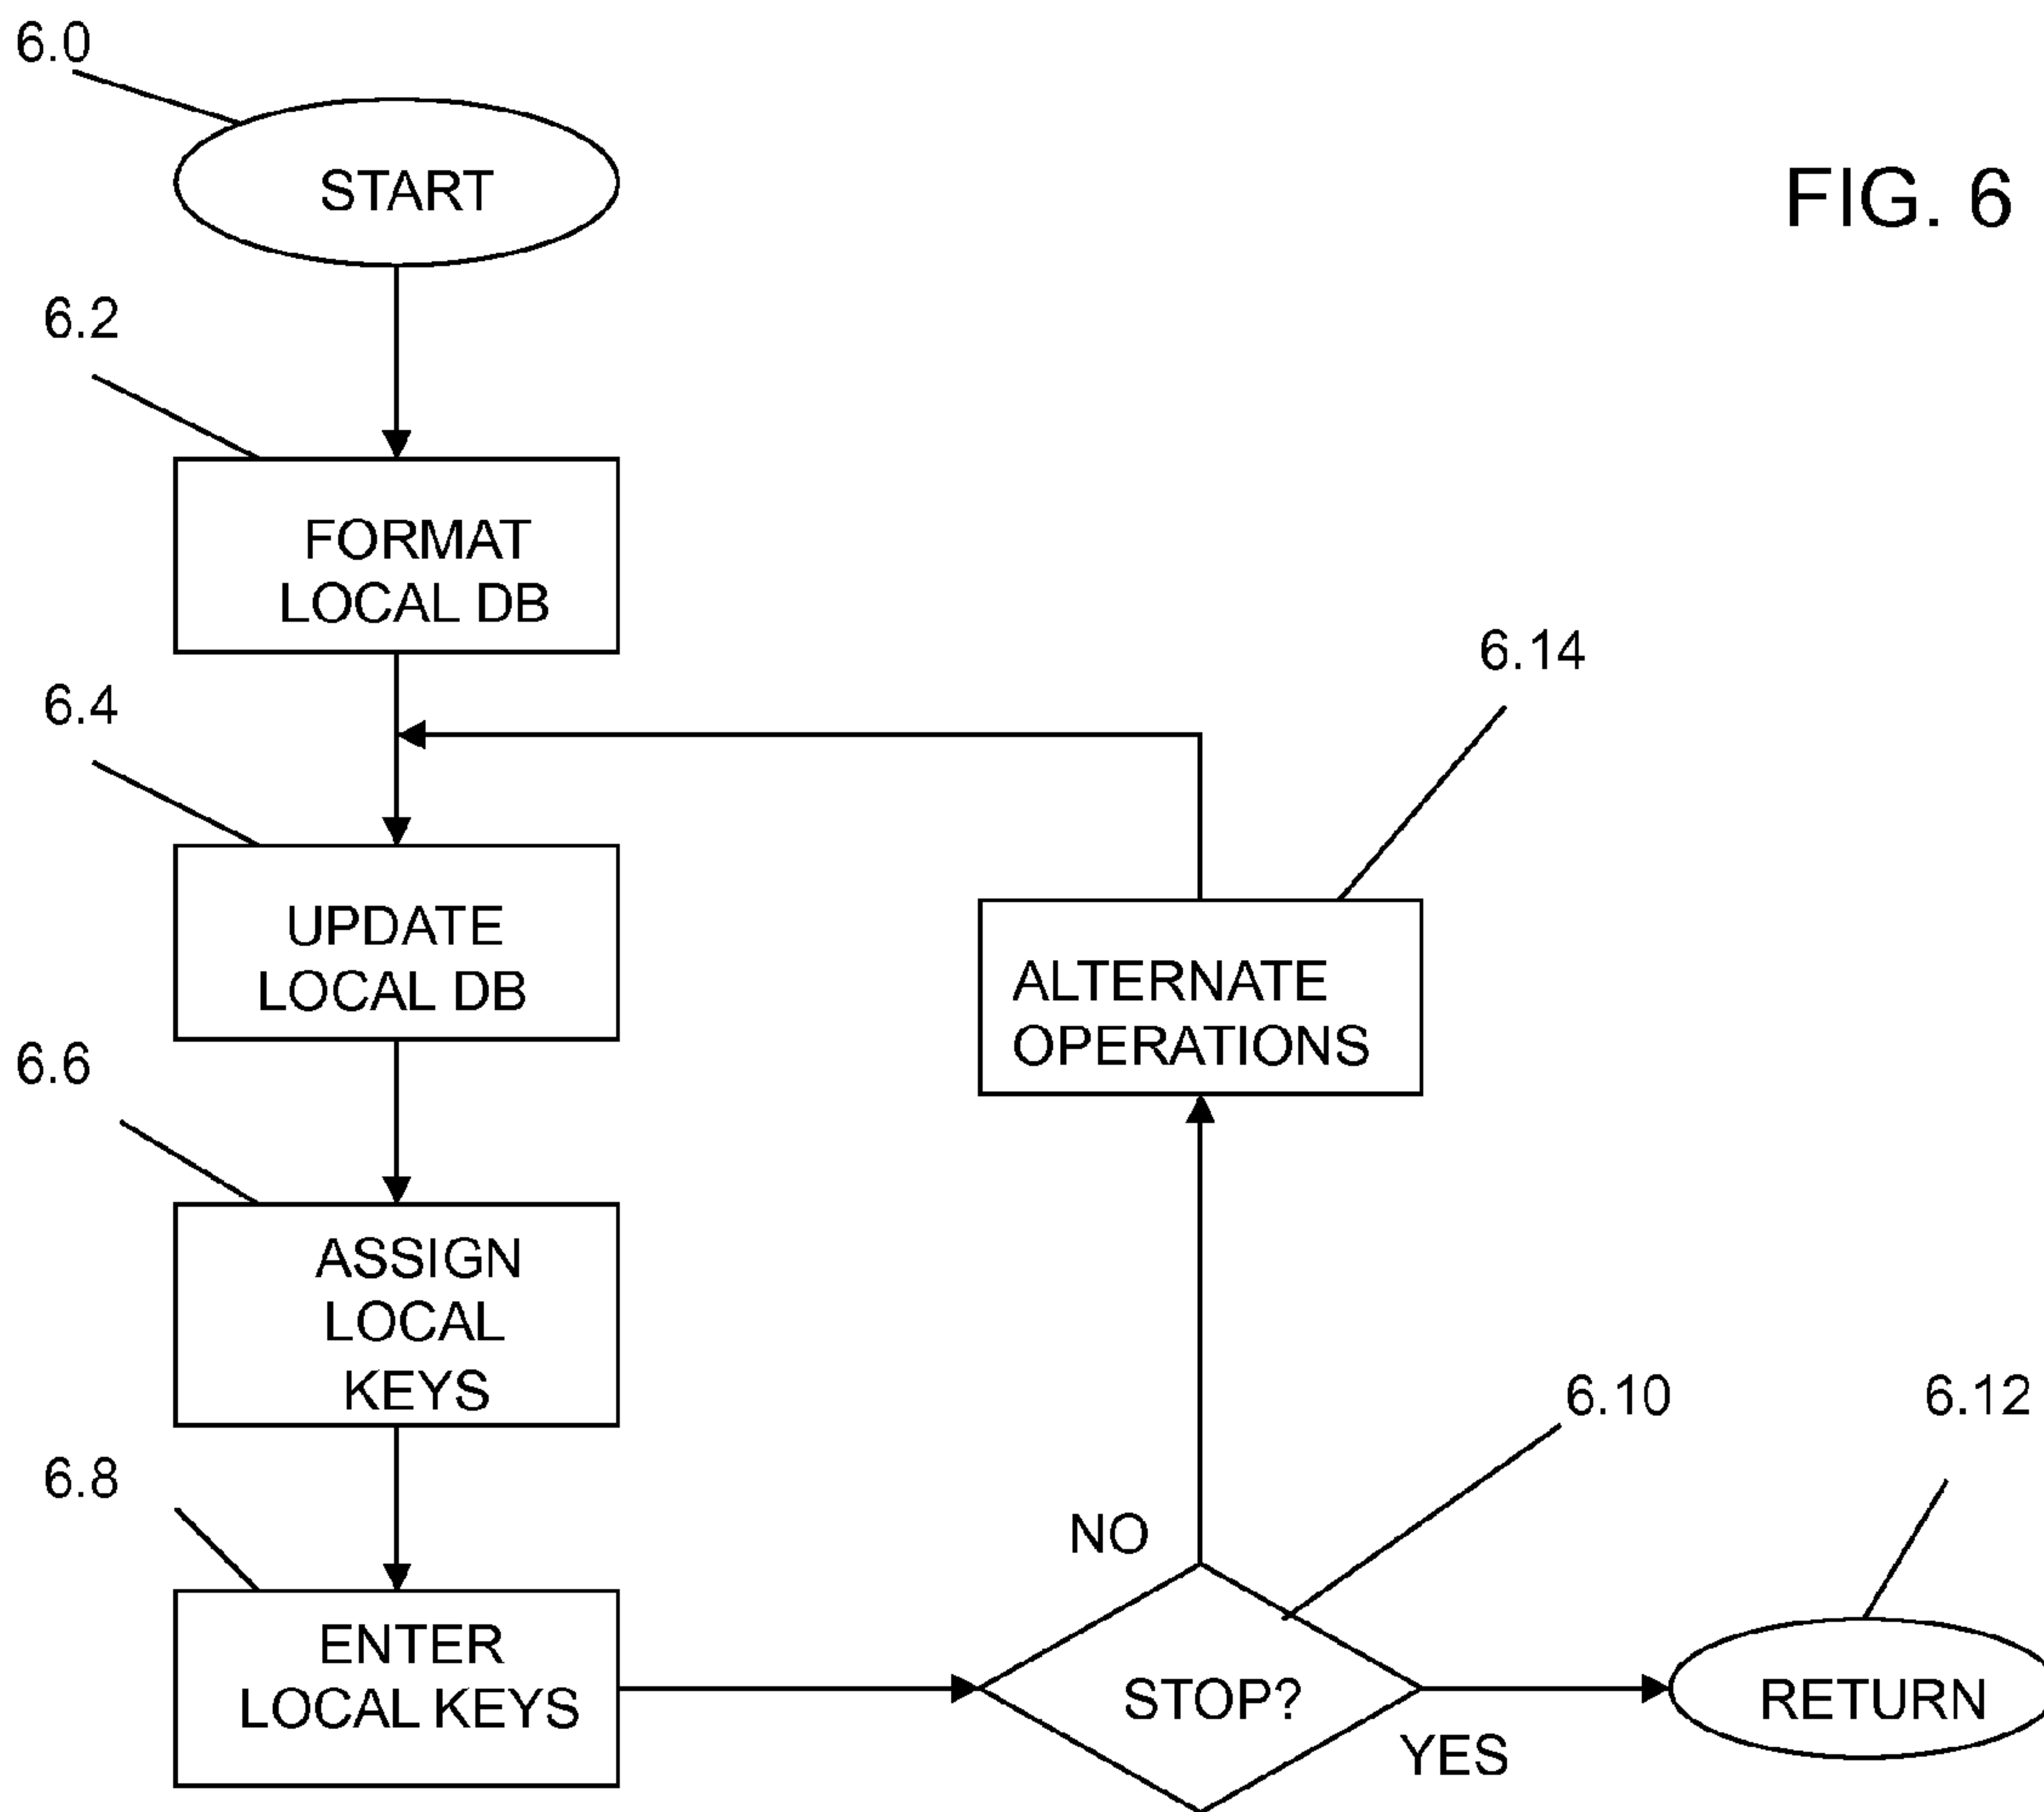 6.0
START
FIG. 6
6.2
FORMAT
LOCAL DB
6.4
UPDATE
LOCAL DB
6.14
ALTERNATE
OPERATIONS
6.6
ASSIGN
LOCAL
KEYS
6.8
ENTER
LOCAL KEYS
NO
6.10
STOP?
YES
6.12
RETURN